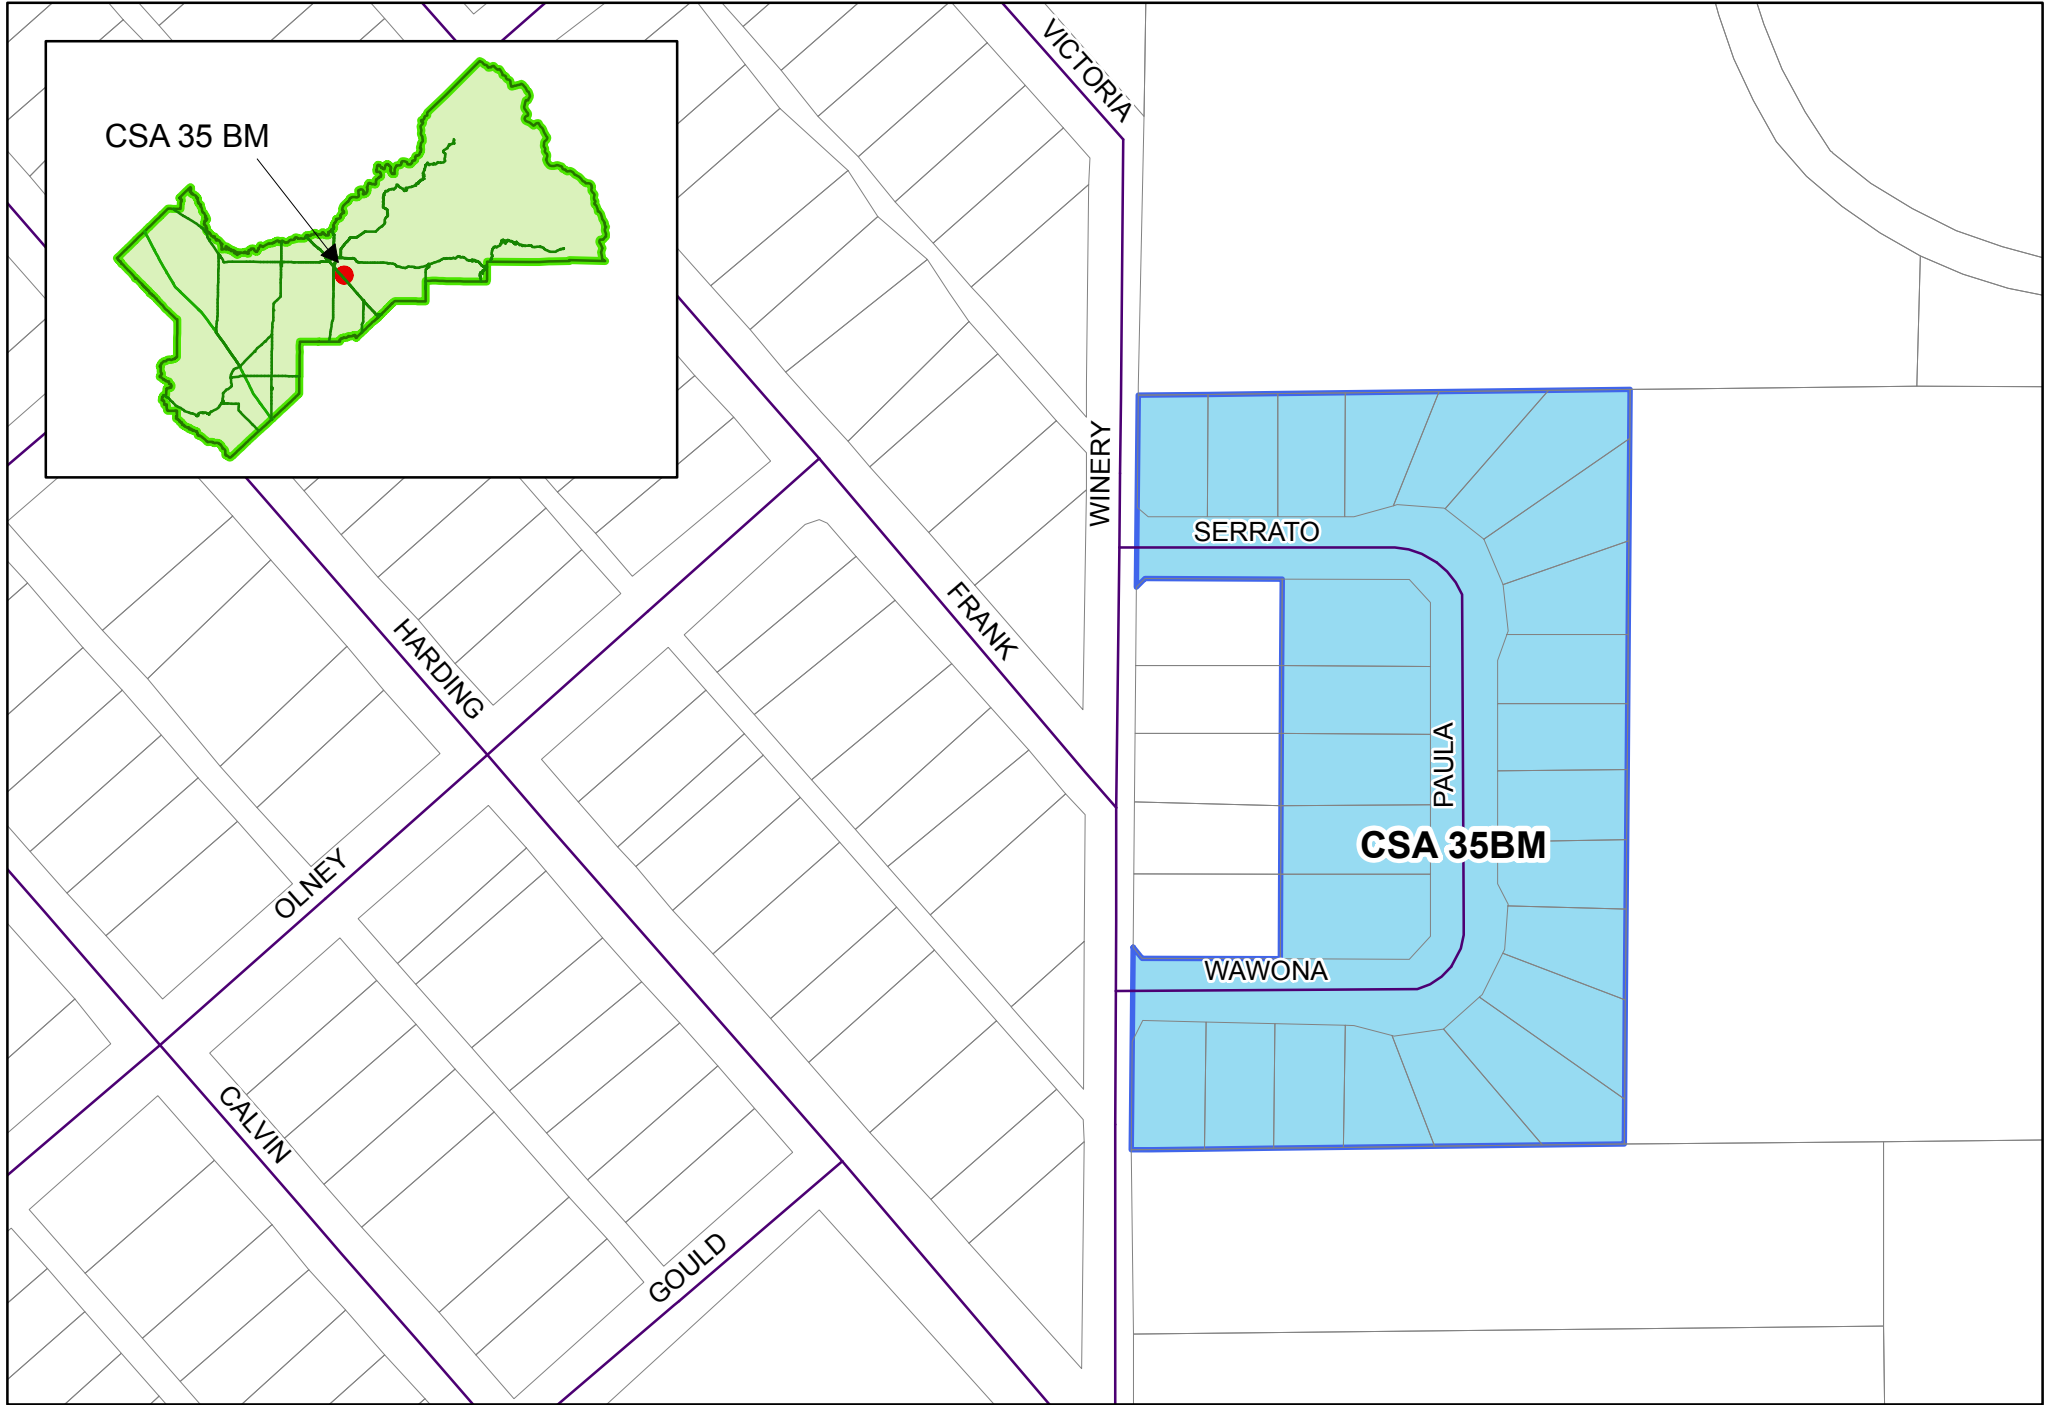 VICTORIA
CSA 35 BM
WINERY
SERRATO
FRANK
HARDING
PAULA
CSA 35BM
OLNEY
WAWONA
CALVIN
GOULD